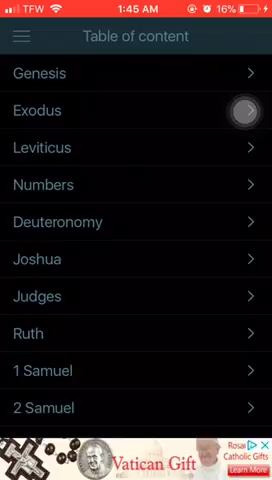 TFW 1:45 AM 16%
Table of content
Genesis
Exodus
Leviticus
Numbers
Deuteronomy
Joshua
Judges
Ruth
1 Samuel
2 Samuel
Vatican Gift
Rosar
Catholic Gifts
Learn More